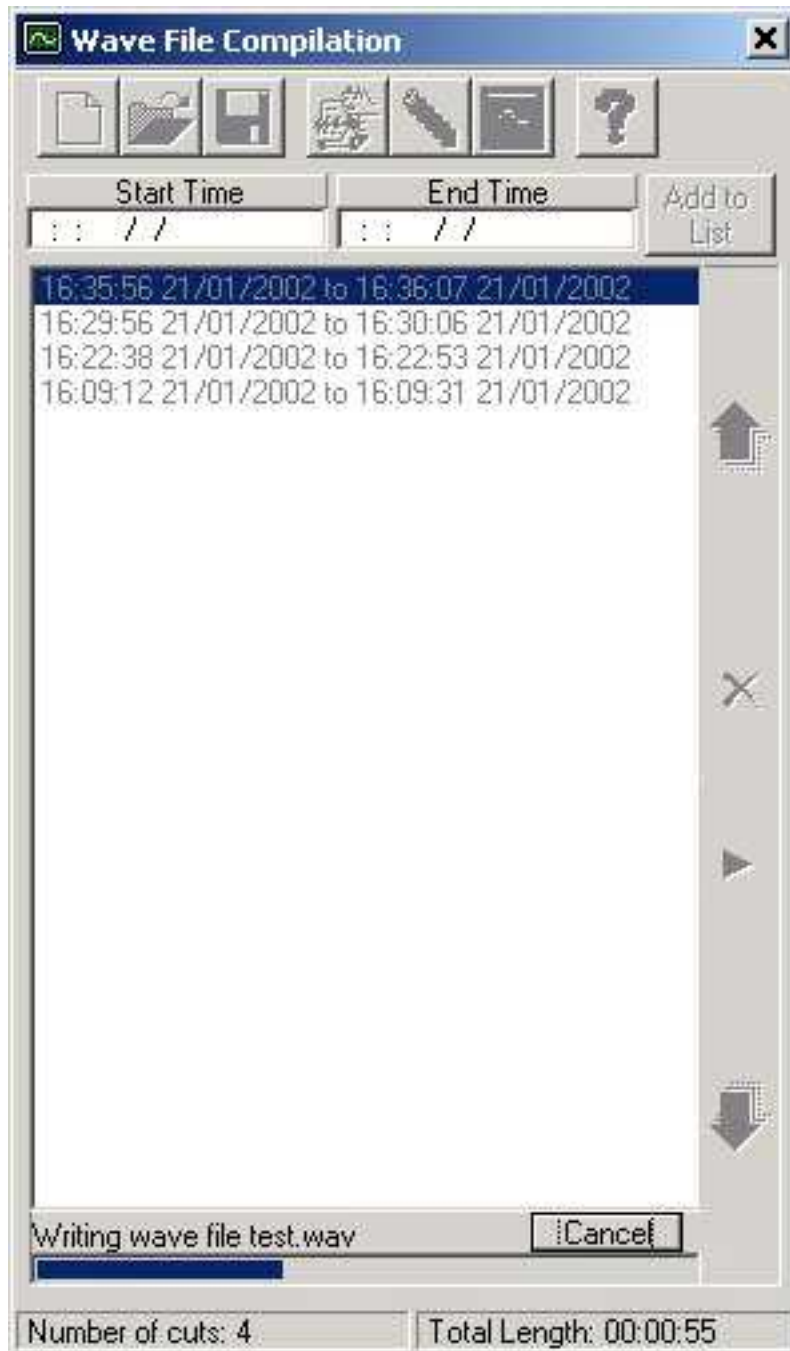 Wave File Compilation
Start Time End Time Add to List
: : / / : : / /
16:35:56 21/01/2002 to 16:36:07 21/01/2002
16:29:56 21/01/2002 to 16:30:06 21/01/2002
16:22:38 21/01/2002 to 16:22:53 21/01/2002
16:09:12 21/01/2002 to 16:09:31 21/01/2002
Writing wave file test.wav Cancel
Number of cuts: 4 Total Length: 00:00:55